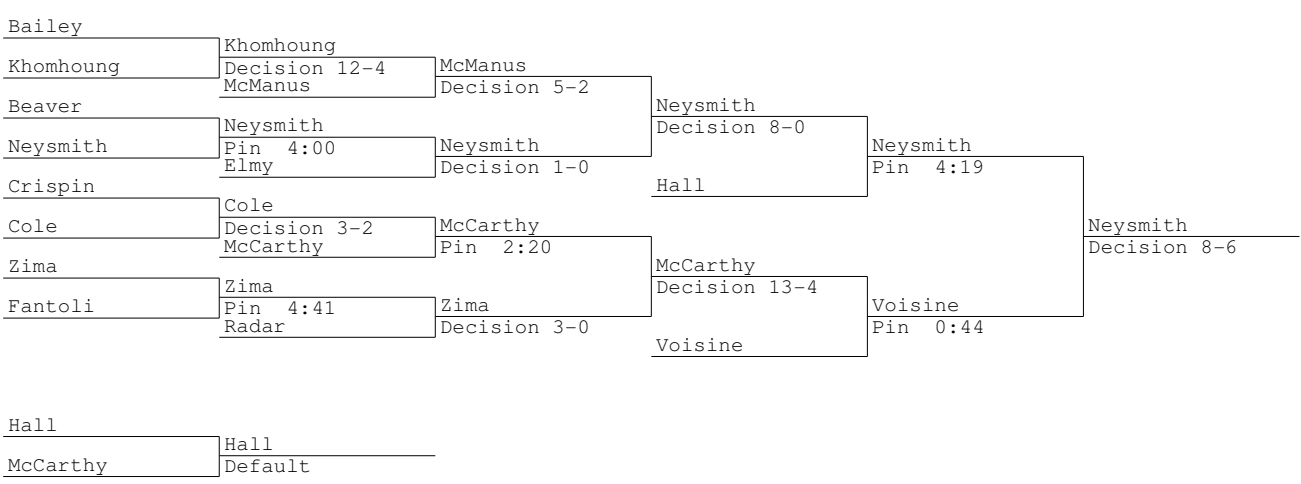 Bailey
Khomhoung
Khomhoung
Decision 12-4
McManus
McManus
Decision 5-2
Beaver
Neysmith
Neysmith
Pin 4:00
Elmy
Neysmith
Decision 1-0
Neysmith
Decision 8-0
Hall
Neysmith
Pin 4:19
Crispin
Cole
Cole
Decision 3-2
McCarthy
McCarthy
Pin 2:20
Zima
Fantoli
Zima
Pin 4:41
Radar
Zima
Decision 3-0
McCarthy
Decision 13-4
Voisine
Voisine
Pin 0:44
Neysmith
Decision 8-6
Hall
McCarthy
Hall
Default